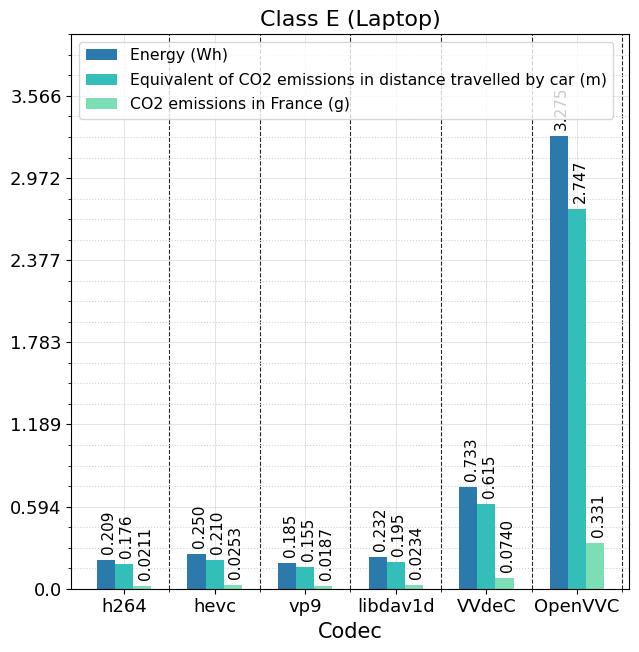 Class E (Laptop)
Energy (Wh)
Equivalent of CO2 emissions in distance travelled by car (m)
CO2 emissions in France (g)
3.566
2.972
2.377
1.783
1.189
0.594
0.0
0.209
0.176
0.0211
0.250
0.210
0.0253
0.185
0.155
0.0187
0.232
0.195
0.0234
0.733
0.615
0.0740
3.275
2.747
0.331
h264
hevc
vp9
libdav1d
VVdeC
OpenVVC
Codec